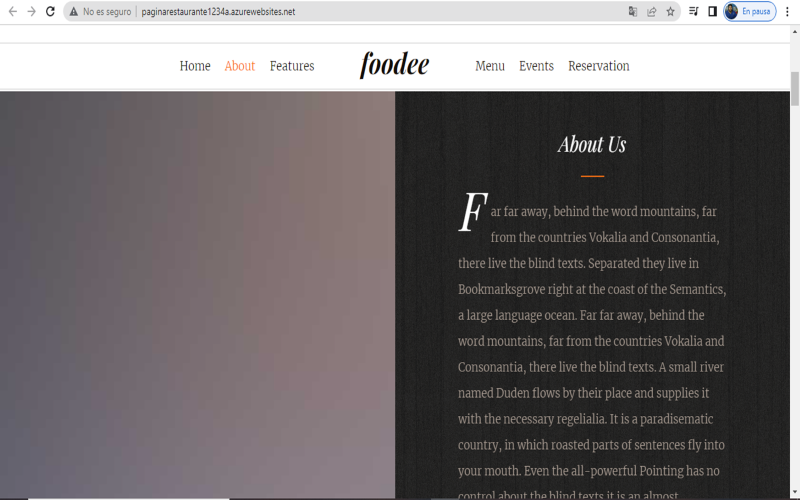 No es seguro | paginarestaurante1234a.azurewebsites.net
En pausa
Home About Features foodee Menu Events Reservation
About Us
Far far away, behind the word mountains, far
from the countries Vokalia and Consonantia,
there live the blind texts. Separated they live in
Bookmarksgrove right at the coast of the Semantics,
a large language ocean. Far far away, behind the
word mountains, far from the countries Vokalia and
Consonantia, there live the blind texts. A small river
named Duden flows by their place and supplies it
with the necessary regelialia. It is a paradisematic
country, in which roasted parts of sentences fly into
your mouth. Even the all-powerful Pointing has no
control about the blind texts it is an almost